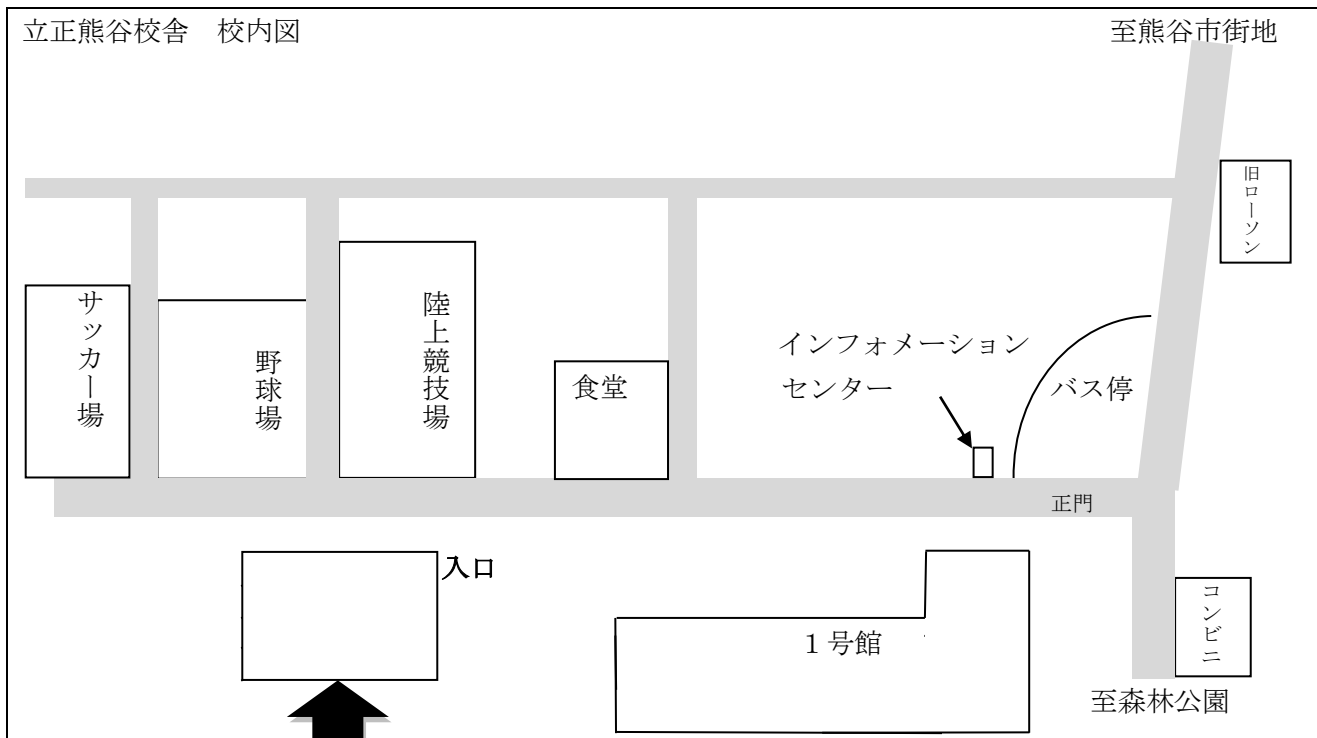 立正熊谷校舎　校内図
至熊谷市街地
旧ローソン
サッカー場
野球場
陸上競技場
食堂
インフォメーション
センター
バス停
正門
入口
１号館
コンビニ
至森林公園